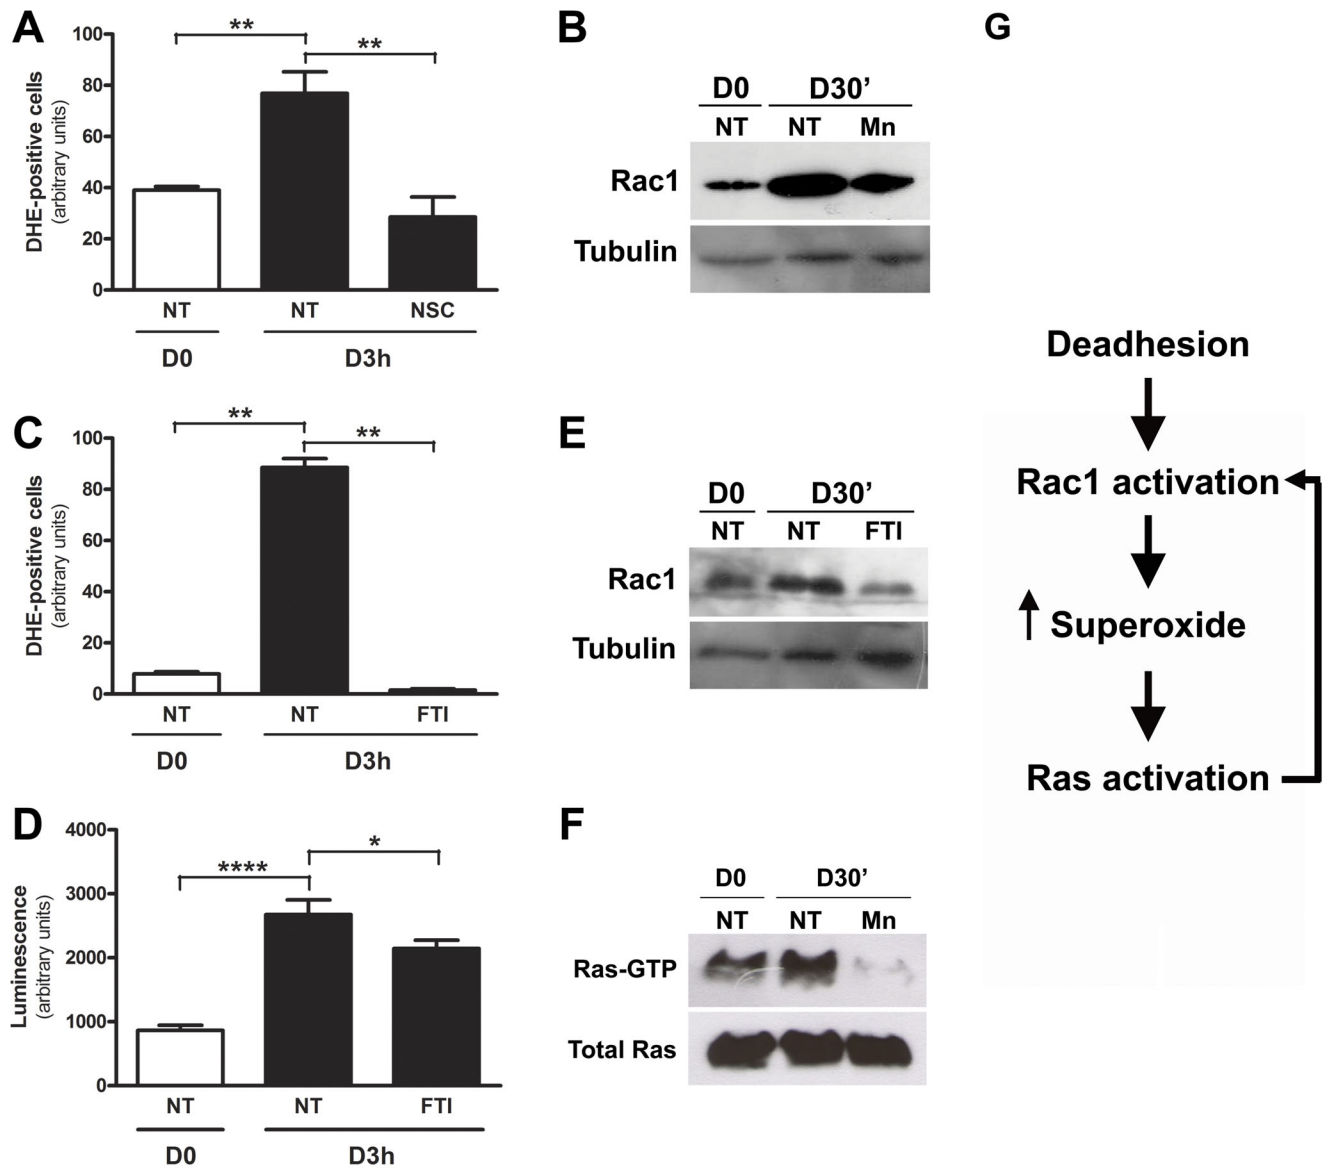 A
**
**
100
80
60
40
20
0
DHE-positive cells
(arbitrary units)
NT
NT
NSC
D0
D3h
B
D0
D30’
NT
NT
Mn
Rac1
Tubulin
C
**
**
100
80
60
40
20
0
DHE-positive cells
(arbitrary units)
NT
NT
FTI
D0
D3h
E
D0
D30’
NT
NT
FTI
Rac1
Tubulin
D
****
*
4000
3000
2000
1000
0
Luminescence
(arbitrary units)
NT
NT
FTI
D0
D3h
F
D0
D30’
NT
NT
Mn
Ras-GTP
Total Ras
G
Deadhesion
Rac1 activation
Superoxide
Ras activation